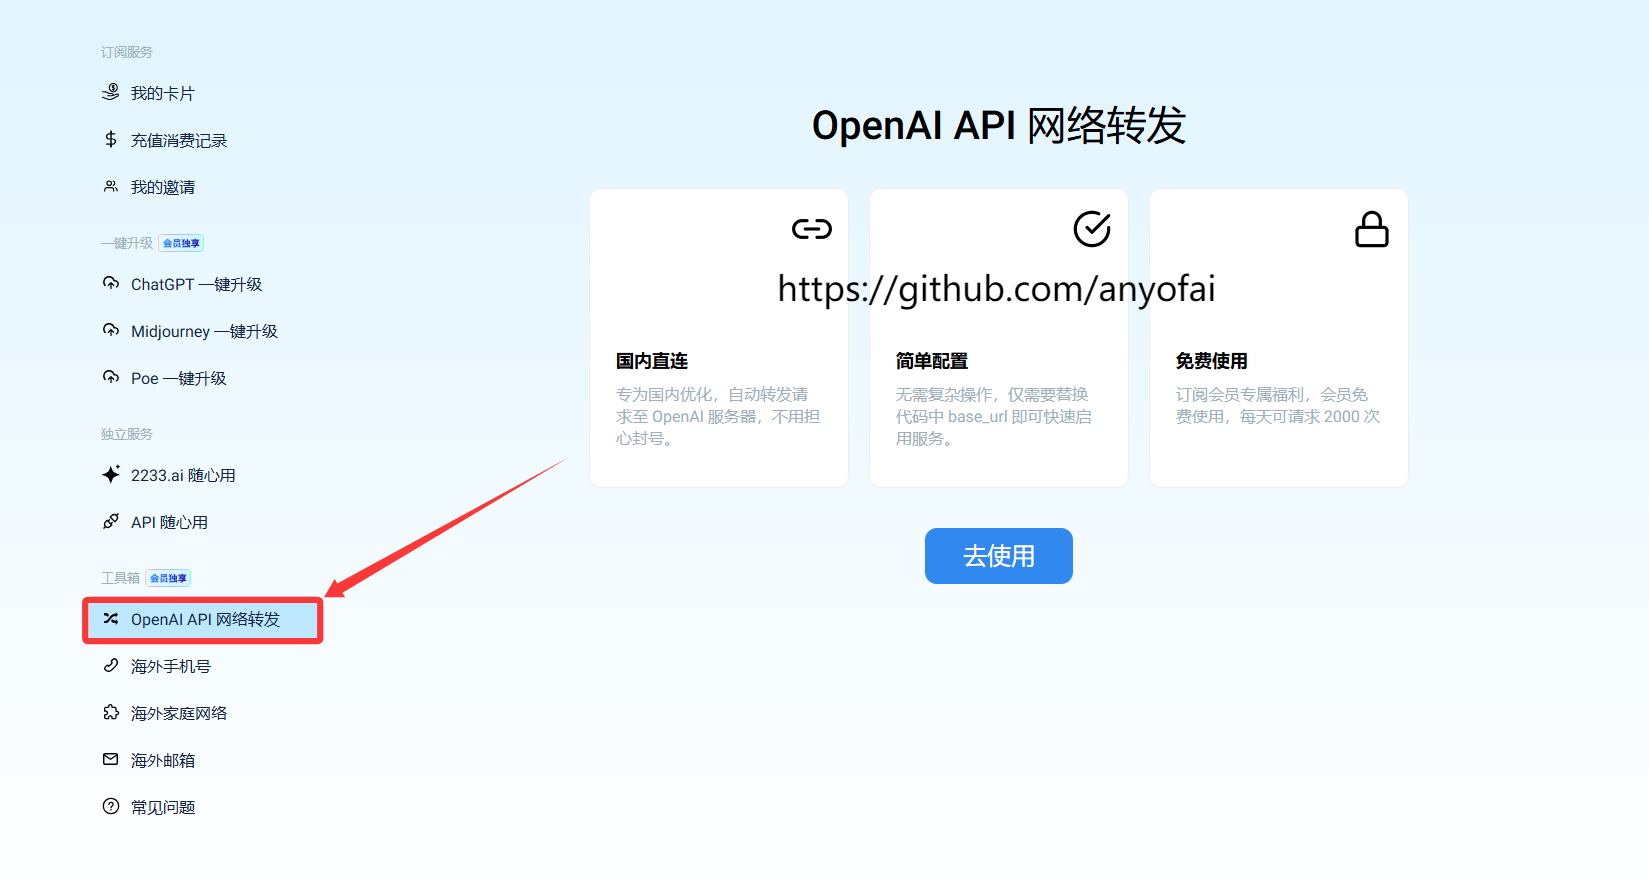 订阅服务
我的卡片
充值消费记录
我的邀请
一键升级 会员独享
ChatGPT 一键升级
Midjourney 一键升级
Poe 一键升级
独立服务
2233.ai 随心用
API 随心用
工具箱 会员独享
OpenAI API 网络转发
海外手机号
海外家庭网络
海外邮箱
常见问题
OpenAI API 网络转发
https://github.com/anyofai
国内直连
专为国内优化，自动转发请
求至 OpenAI 服务器，不用担
心封号。
简单配置
无需复杂操作，仅需要替换
代码中 base_url 即可快速启
用服务。
免费使用
订阅会员专属福利，会员免
费使用，每天可请求 2000 次
去使用